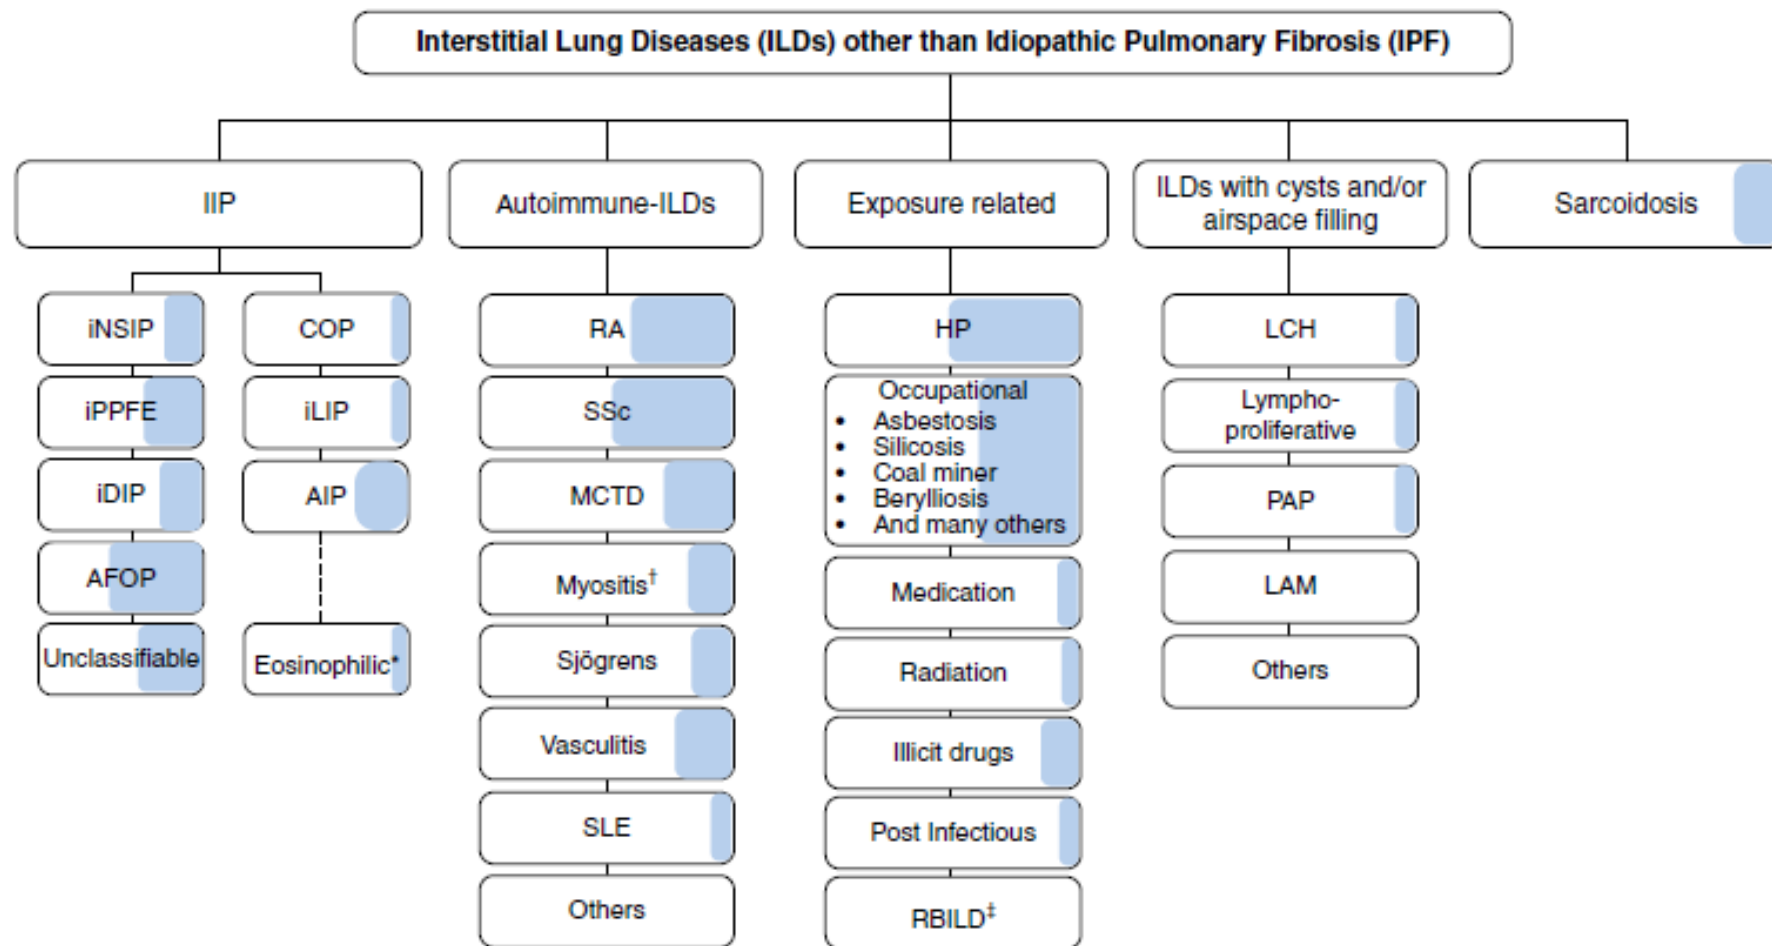 Interstitial Lung Diseases (ILDs) other than Idiopathic Pulmonary Fibrosis (IPF)
IIP
Autoimmune-ILDs
Exposure related
ILDs with cysts and/or
airspace filling
Sarcoidosis
iNSIP
iPPFE
iDIP
AFOP
Unclassifiable
COP
iLIP
AIP
Eosinophilic*
RA
SSc
MCTD
Myositis†
Sjögrens
Vasculitis
SLE
Others
HP
Occupational
• Asbestosis
• Silicosis
• Coal miner
• Berylliosis
• And many others
Medication
Radiation
Illicit drugs
Post Infectious
RBILD‡
LCH
Lympho-
proliferative
PAP
LAM
Others